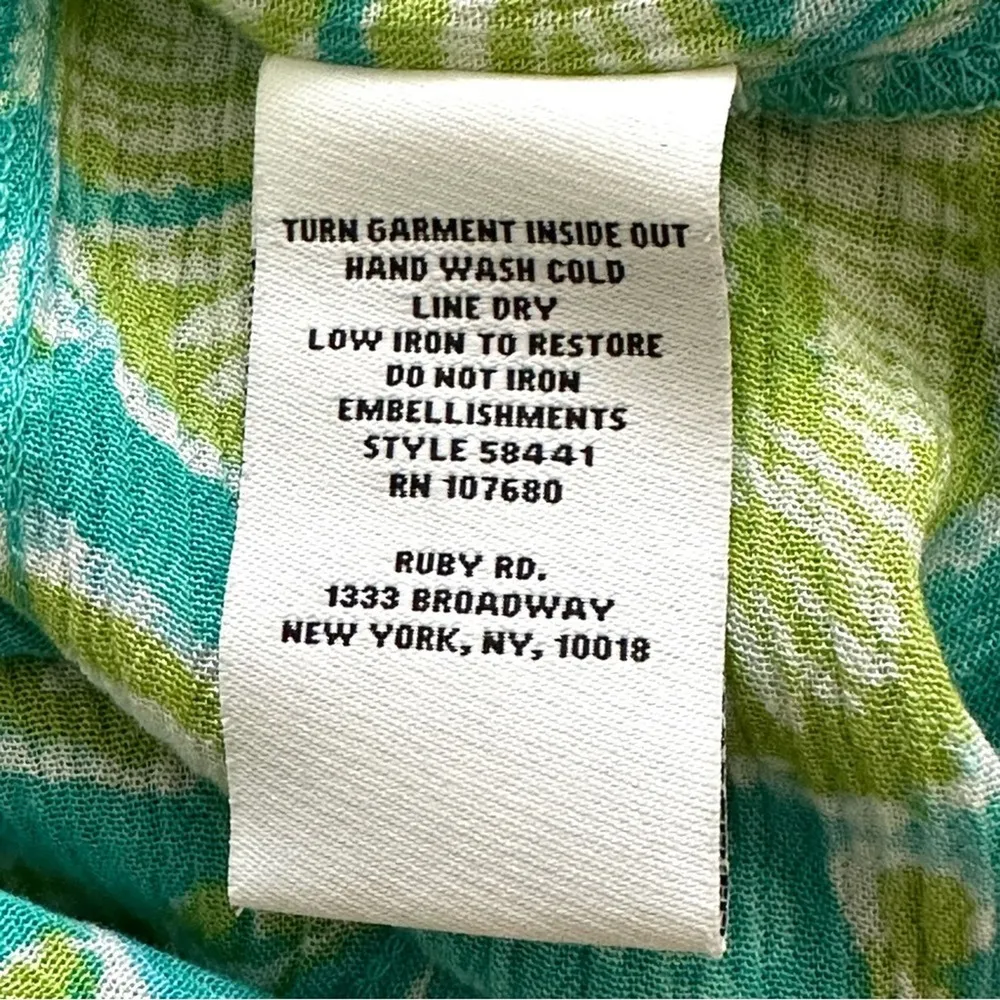 TURN GARMENT INSIDE OUT
HAND WASH COLD
LINE DRY
LOW IRON TO RESTORE
DO NOT IRON
EMBELLISHMENTS
STYLE 58441
RN 107680
RUBY RD.
1333 BROADWAY
NEW YORK, NY, 10018